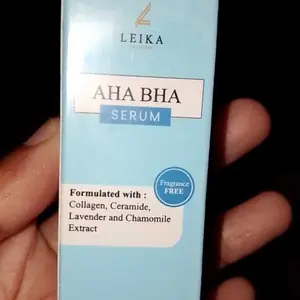 LEIKA
AHA BHA
SERUM
Fragrance
FREE
Formulated with :
Collagen, Ceramide,
Lavender and Chamomile
Extract